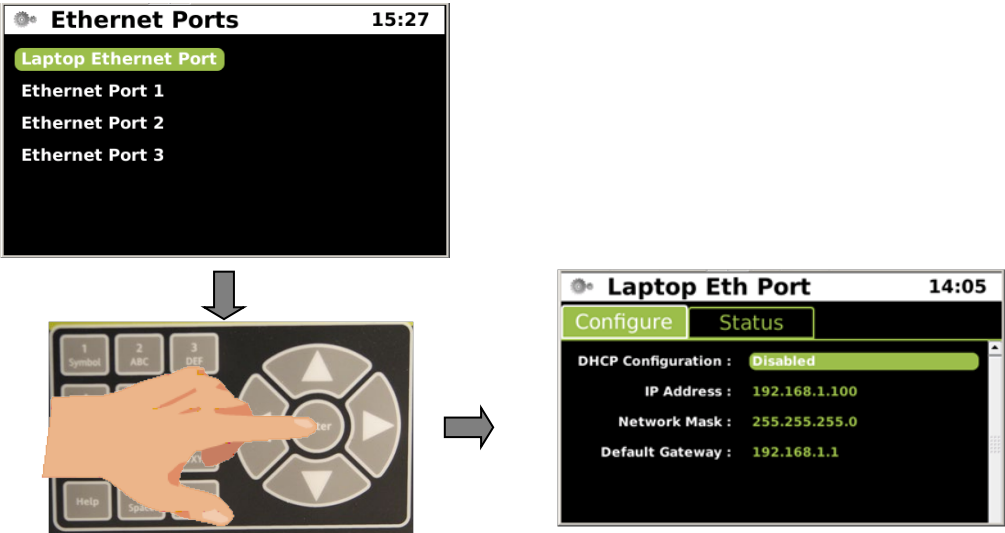 Ethernet Ports 15:27
Laptop Ethernet Port
Ethernet Port 1
Ethernet Port 2
Ethernet Port 3
1 2 3
Symbol ABC DEF
Help
Laptop Eth Port 14:05
Configure Status
DHCP Configuration : Disabled
IP Address : 192.168.1.100
Network Mask : 255.255.255.0
Default Gateway : 192.168.1.1